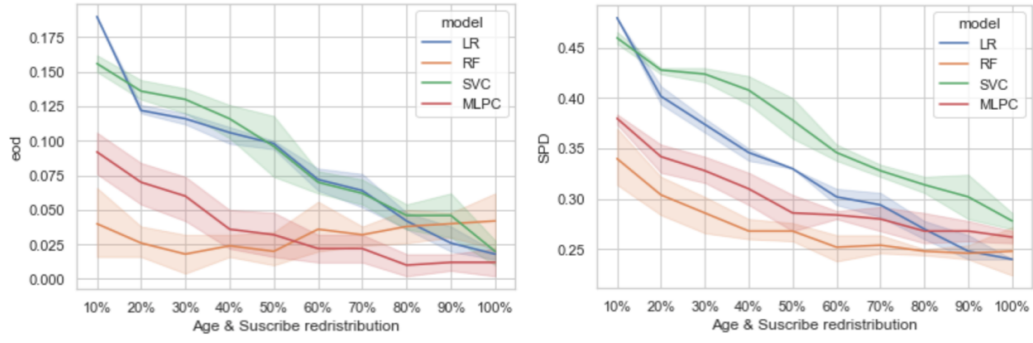 model
LR
RF
SVC
MLPC
0.175
0.150
0.125
0.100
0.075
0.050
0.025
0.000
eod
10% 20% 30% 40% 50% 60% 70% 80% 90% 100%
Age & Suscribe redristribution
model
LR
RF
SVC
MLPC
0.45
0.40
0.35
0.30
0.25
SPD
10% 20% 30% 40% 50% 60% 70% 80% 90% 100%
Age & Suscribe redristribution